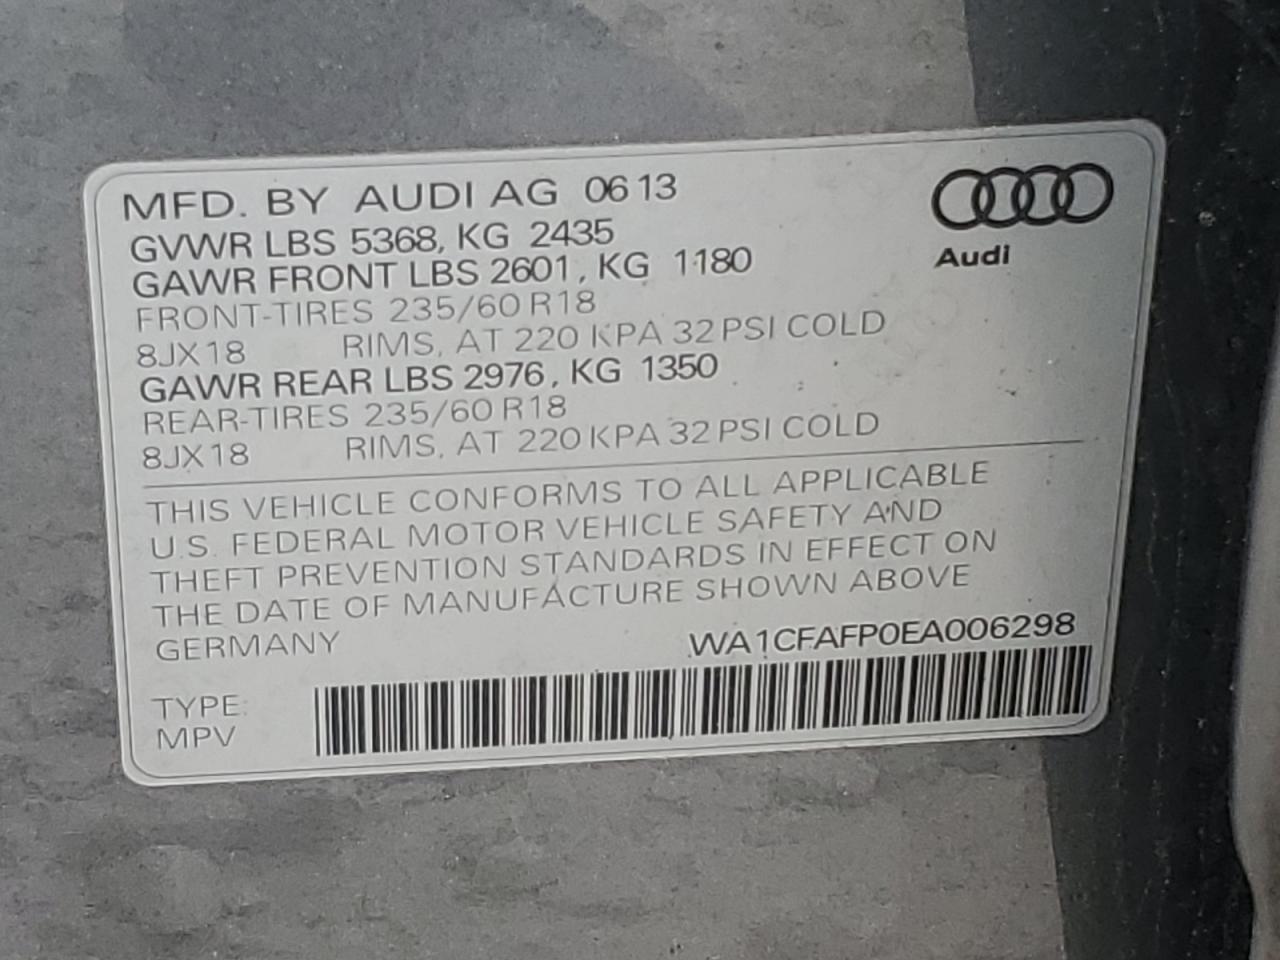 MFD. BY AUDI AG 06 13
GVWR LBS 5368, KG 2435
GAWR FRONT LBS 2601, KG 1180
FRONT-TIRES 235/60 R18
8JX18 RIMS, AT 220 KPA 32 PSI COLD
GAWR REAR LBS 2976, KG 1350
REAR-TIRES 235/60 R18
8JX18 RIMS, AT 220 KPA 32 PSI COLD
Audi
THIS VEHICLE CONFORMS TO ALL APPLICABLE
U.S. FEDERAL MOTOR VEHICLE SAFETY AND
THEFT PREVENTION STANDARDS IN EFFECT ON
THE DATE OF MANUFACTURE SHOWN ABOVE
GERMANY WA1CFAFP0EA006298
TYPE:
MPV